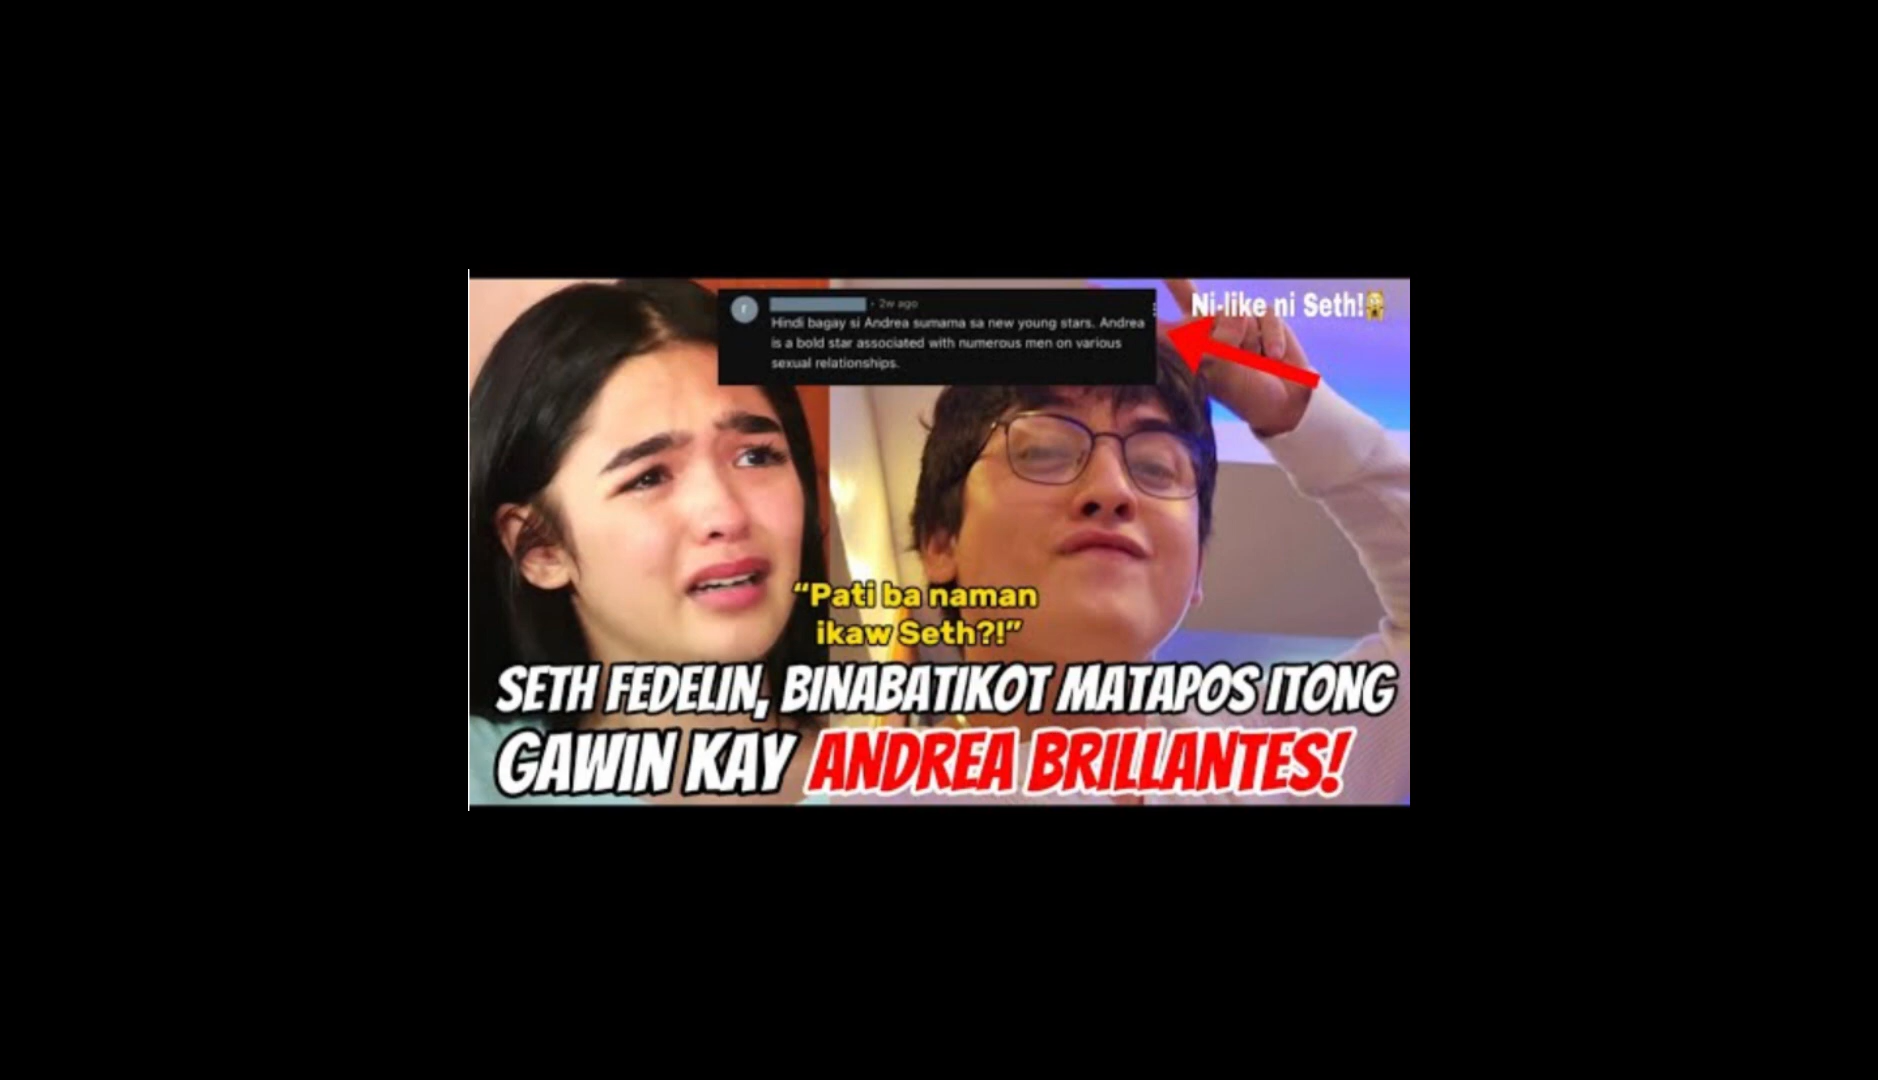 r
• 2w ago
Hindi bagay si Andrea sumama sa new young stars. Andrea
is a bold star associated with numerous men on various
sexual relationships.
Ni-like ni Seth!🙀
“Pati ba naman
ikaw Seth?!”
SETH FEDELIN, BINABATIKOT MATAPOS ITONG
GAWIN KAY ANDREA BRILLANTES!